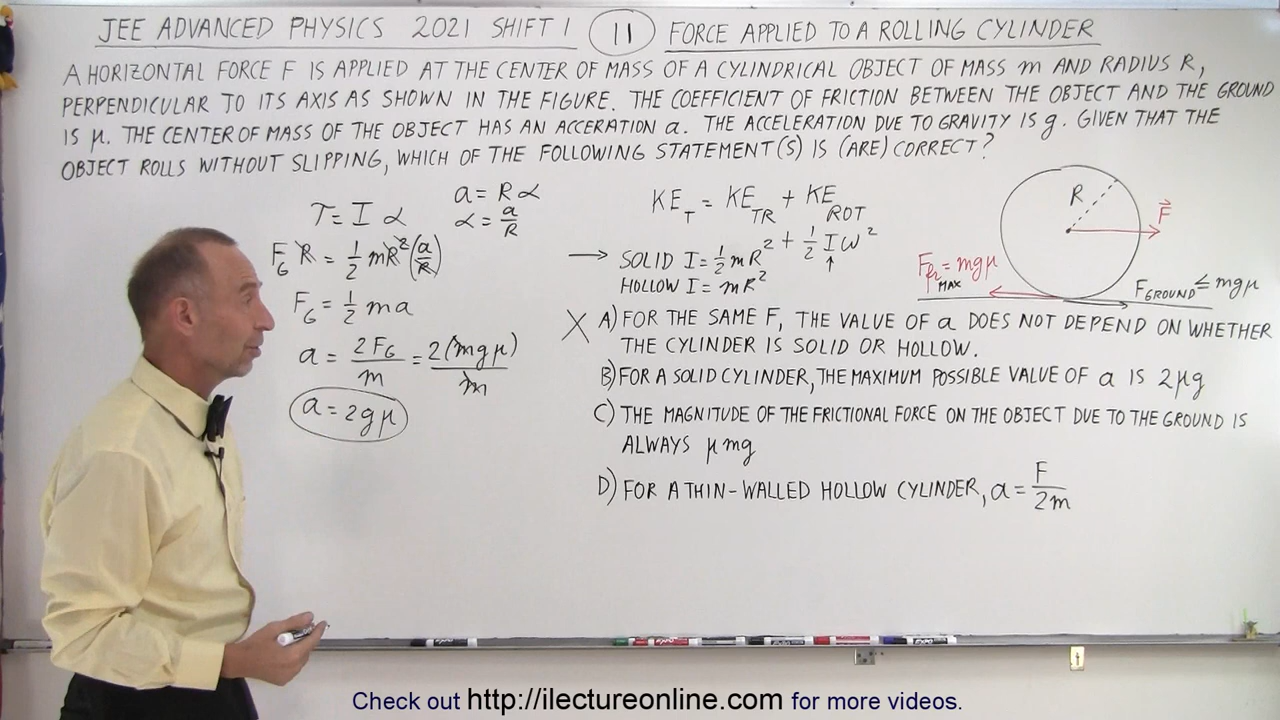 JEE ADVANCED PHYSICS 2021 SHIFT 1 11 FORCE APPLIED TO A ROLLING CYLINDER
A HORIZONTAL FORCE F IS APPLIED AT THE CENTER OF MASS OF A CYLINDRICAL OBJECT OF MASS m AND RADIUS R,
PERPENDICULAR TO ITS AXIS AS SHOWN IN THE FIGURE. THE COEFFICIENT OF FRICTION BETWEEN THE OBJECT AND THE GROUND
IS μ. THE CENTER OF MASS OF THE OBJECT HAS AN ACCERATION a. THE ACCELERATION DUE TO GRAVITY IS g. GIVEN THAT THE
OBJECT ROLLS WITHOUT SLIPPING, WHICH OF THE FOLLOWING STATEMENT(S) IS (ARE) CORRECT?
τ = I α
a = R α
α = a/R
F_G R = 1/2 mR² (a/R)
F_G = 1/2 ma
a = 2F_G/m = 2(mgμ)/m
a = 2gμ
KE_T = KE_TR + KE_ROT
→ SOLID I = 1/2 mR² + 1/2 I ω²
↑
HOLLOW I = mR²
R
F⃗
F_fr = mgμ
MAX
F_GROUND ≤ mgμ
X A) FOR THE SAME F, THE VALUE OF a DOES NOT DEPEND ON WHETHER
THE CYLINDER IS SOLID OR HOLLOW.
B) FOR A SOLID CYLINDER, THE MAXIMUM POSSIBLE VALUE OF a IS 2μg
C) THE MAGNITUDE OF THE FRICTIONAL FORCE ON THE OBJECT DUE TO THE GROUND IS
ALWAYS μmg
D) FOR A THIN-WALLED HOLLOW CYLINDER, a = F/2m
Check out http://ilectureonline.com for more videos.